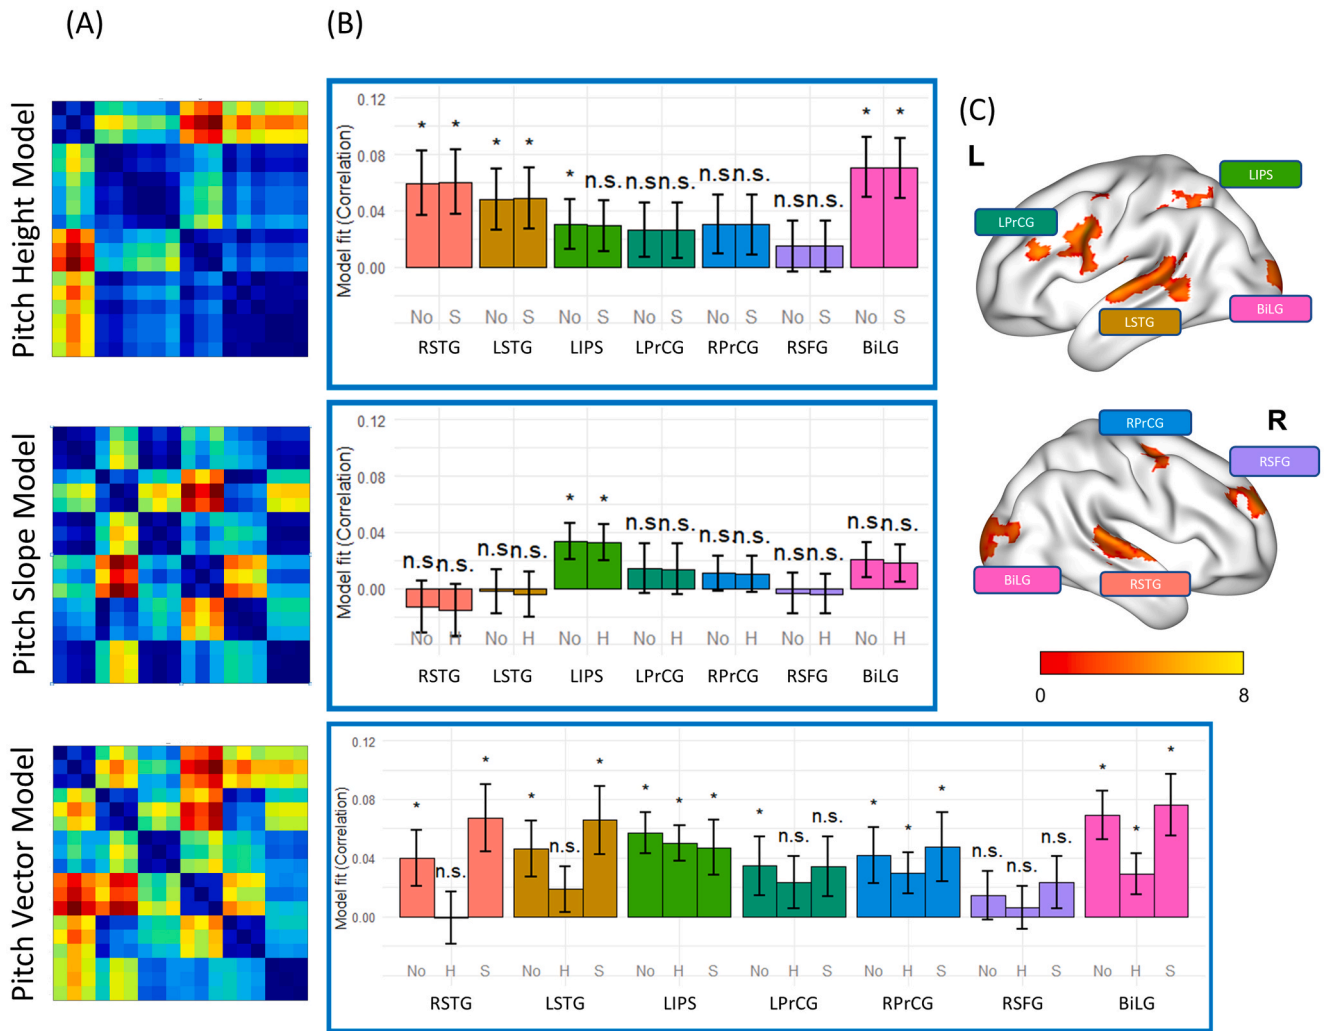 (A)
(B)
(C)
Pitch Height Model
Model fit (Correlation)
0.12
0.08
0.04
0.00
* * * * * n.s. n.s n.s. n.s n.s. n.s n.s. * *
No S No S No S No S No S No S No S
RSTG LSTG LIPS LPrCG RPrCG RSFG BiLG
L
LIPS
LPrCG
BiLG
LSTG
Pitch Slope Model
Model fit (Correlation)
0.12
0.08
0.04
0.00
n.s n.s. n.s n.s. * * n.s n.s. n.s n.s. n.s n.s. n.s n.s.
No H No H No H No H No H No H No H
RSTG LSTG LIPS LPrCG RPrCG RSFG BiLG
RPrCG
R
RSFG
BiLG
RSTG
0 8
Pitch Vector Model
Model fit (Correlation)
0.12
0.08
0.04
0.00
* n.s. * * n.s. * * * * * n.s. n.s. * * * n.s. n.s. n.s. * * *
No H S No H S No H S No H S No H S No H S No H S
RSTG LSTG LIPS LPrCG RPrCG RSFG BiLG